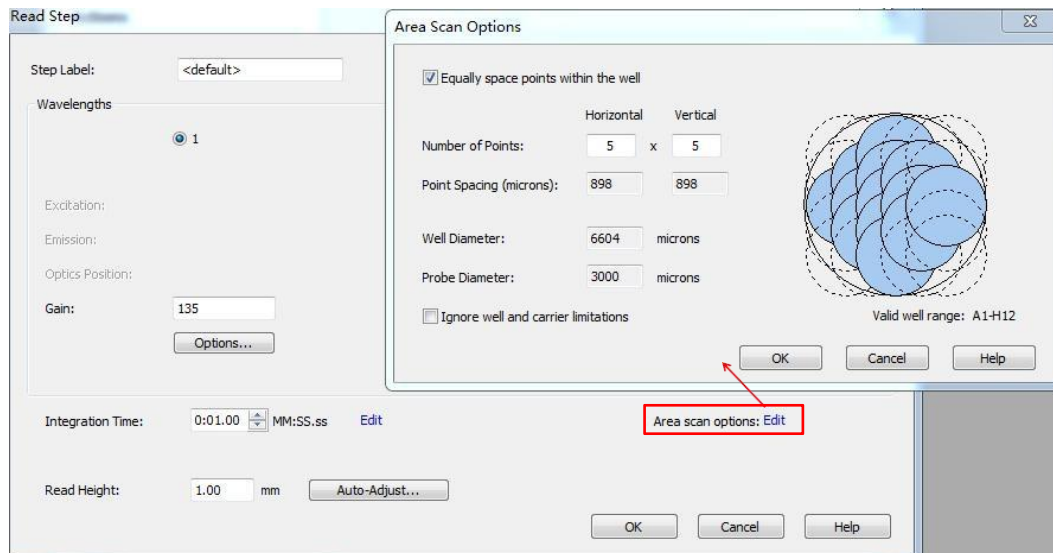 Read Step
Step Label: <default>
Wavelengths
1
Excitation:
Emission:
Optics Position:
Gain: 135
Options...
Integration Time: 0:01.00 MM:SS.ss Edit
Area scan options: Edit
Read Height: 1.00 mm Auto-Adjust...
OK Cancel Help
Area Scan Options
Equally space points within the well
Horizontal Vertical
Number of Points: 5 x 5
Point Spacing (microns): 898 898
Well Diameter: 6604 microns
Probe Diameter: 3000 microns
Ignore well and carrier limitations
Valid well range: A1-H12
OK Cancel Help